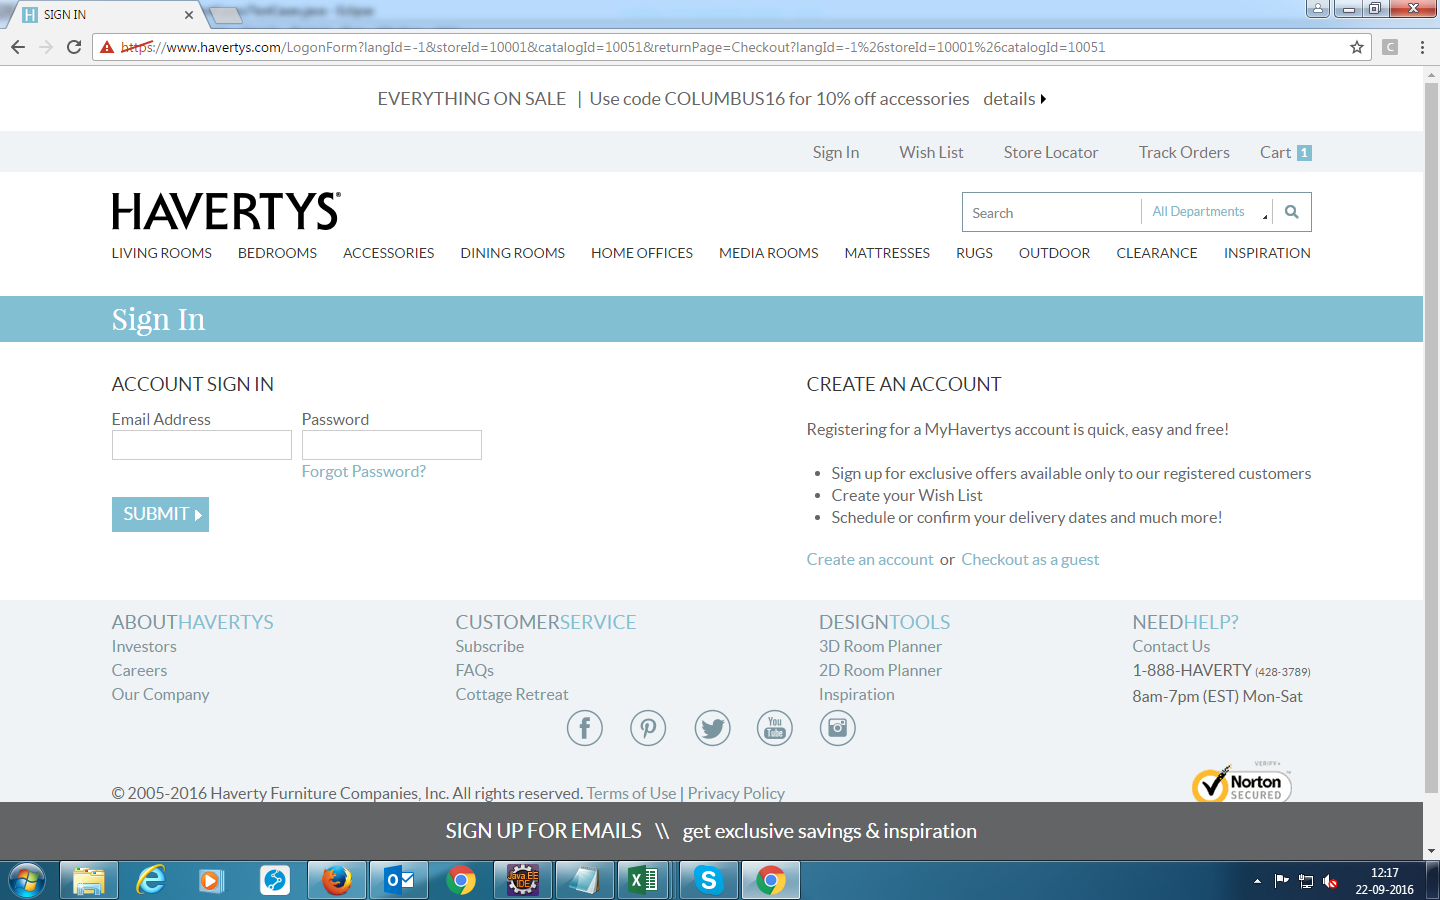 SIGN IN
https://www.havertys.com/LogonForm?langId=-1&storeId=10001&catalogId=10051&returnPage=Checkout?langId=-1%26storeId=10001%26catalogId=10051
EVERYTHING ON SALE | Use code COLUMBUS16 for 10% off accessories details
Sign In Wish List Store Locator Track Orders Cart 1
HAVERTYS®
Search All Departments
LIVING ROOMS BEDROOMS ACCESSORIES DINING ROOMS HOME OFFICES MEDIA ROOMS MATTRESSES RUGS OUTDOOR CLEARANCE INSPIRATION
Sign In
ACCOUNT SIGN IN
Email Address Password
Forgot Password?
SUBMIT
CREATE AN ACCOUNT
Registering for a MyHavertys account is quick, easy and free!
• Sign up for exclusive offers available only to our registered customers
• Create your Wish List
• Schedule or confirm your delivery dates and much more!
Create an account or Checkout as a guest
ABOUTHAVERTYS
Investors
Careers
Our Company
CUSTOMERSERVICE
Subscribe
FAQs
Cottage Retreat
DESIGNTOOLS
3D Room Planner
2D Room Planner
Inspiration
NEEDHELP?
Contact Us
1-888-HAVERTY (428-3789)
8am-7pm (EST) Mon-Sat
You
Tube
VERIFY
Norton
SECURED
© 2005-2016 Haverty Furniture Companies, Inc. All rights reserved. Terms of Use | Privacy Policy
SIGN UP FOR EMAILS \\ get exclusive savings & inspiration
Java EE
IDE
12:17
22-09-2016